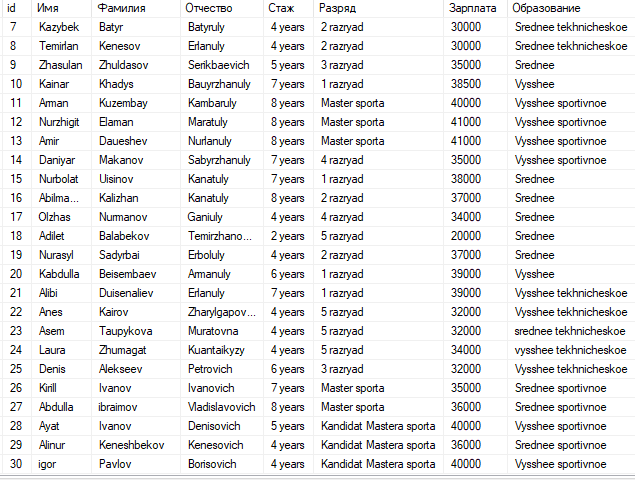 id Имя Фамилия Отчество Стаж Разряд Зарплата Образование
7 Kazybek Batyr Batyruly 4 years 2 razryad 30000 Srednee tekhnicheskoe
8 Temirlan Kenesov Erlanuly 4 years 2 razryad 30000 Srednee tekhnicheskoe
9 Zhasulan Zhuldasov Serikbaevich 5 years 3 razryad 35000 Srednee
10 Kainar Khadys Bauyrzhanuly 7 years 1 razryad 38500 Vysshee
11 Arman Kuzembay Kambaruly 8 years Master sporta 40000 Vysshee sportivnoe
12 Nurzhigit Elaman Maratuly 8 years Master sporta 41000 Vysshee sportivnoe
13 Amir Daueshev Nurlanuly 8 years Master sporta 41000 Vysshee sportivnoe
14 Daniyar Makanov Sabyrzhanuly 7 years 4 razryad 35000 Vysshee sportivnoe
15 Nurbolat Uisinov Kanatuly 7 years 1 razryad 38000 Srednee
16 Abilma... Kalizhan Kanatuly 8 years 2 razryad 37000 Srednee
17 Olzhas Numanov Ganiuly 4 years 4 razryad 34000 Srednee
18 Adilet Balabekov Temirzhano... 2 years 5 razryad 20000 Srednee
19 Nurasyl Sadyrbai Erboluly 4 years 2 razryad 37000 Srednee
20 Kabdulla Beisembaev Armanuly 6 years 1 razryad 39000 Vysshee
21 Alibi Duisenaliev Erlanuly 7 years 1 razryad 39000 Vysshee tekhnicheskoe
22 Anes Kairov Zharylgapov... 4 years 5 razryad 32000 Vysshee tekhnicheskoe
23 Asem Taupykova Muratovna 4 years 5 razryad 32000 srednee tekhnicheskoe
24 Laura Zhumagat Kuantaikyzy 4 years 5 razryad 34000 vysshee tekhnicheskoe
25 Denis Alekseev Petrovich 6 years 3 razryad 32000 Vysshee tekhnicheskoe
26 Kirill Ivanov Ivanovich 7 years Master sporta 35000 Srednee sportivnoe
27 Abdulla ibraimov Vladislavovich 8 years Master sporta 36000 Srednee sportivnoe
28 Ayat Ivanov Denisovich 5 years Kandidat Mastera sporta 40000 Vysshee sportivnoe
29 Alinur Keneshbekov Kenesovich 4 years Kandidat Mastera sporta 36000 Srednee sportivnoe
30 igor Pavlov Borisovich 4 years Kandidat Mastera sporta 40000 Vysshee sportivnoe